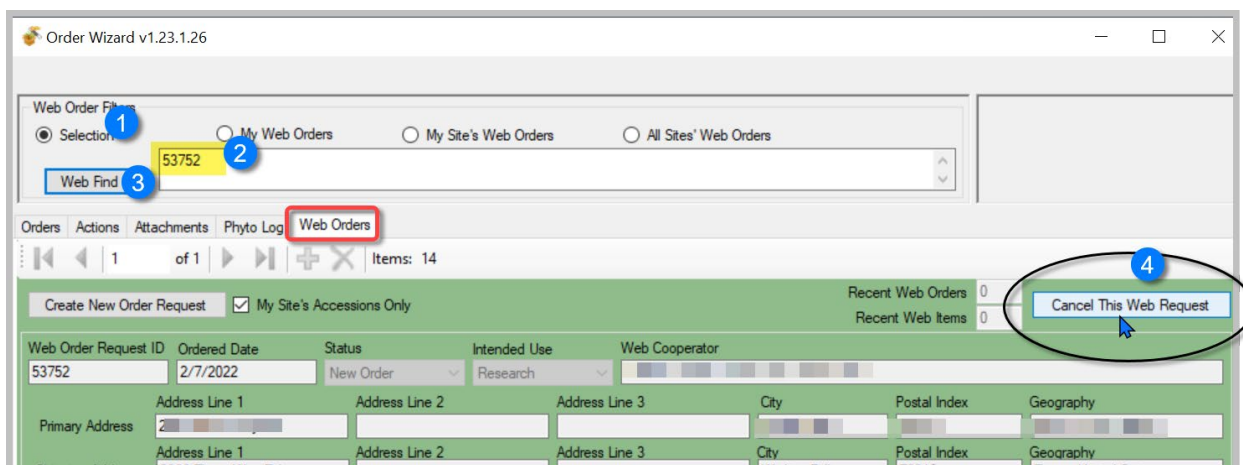 Order Wizard v1.23.1.26
Web Order Filters
1
Selection My Web Orders My Site's Web Orders All Sites' Web Orders
53752 2
Web Find 3
Orders Actions Attachments Phyto Log Web Orders
1 of 1 Items: 14
4
Create New Order Request My Site's Accessions Only Recent Web Orders 0 Cancel This Web Request
Recent Web Items 0
Web Order Request ID Ordered Date Status Intended Use Web Cooperator
53752 2/7/2022 New Order Research
Address Line 1 Address Line 2 Address Line 3 City Postal Index Geography
Primary Address 2
Address Line 1 Address Line 2 Address Line 3 City Postal Index Geography